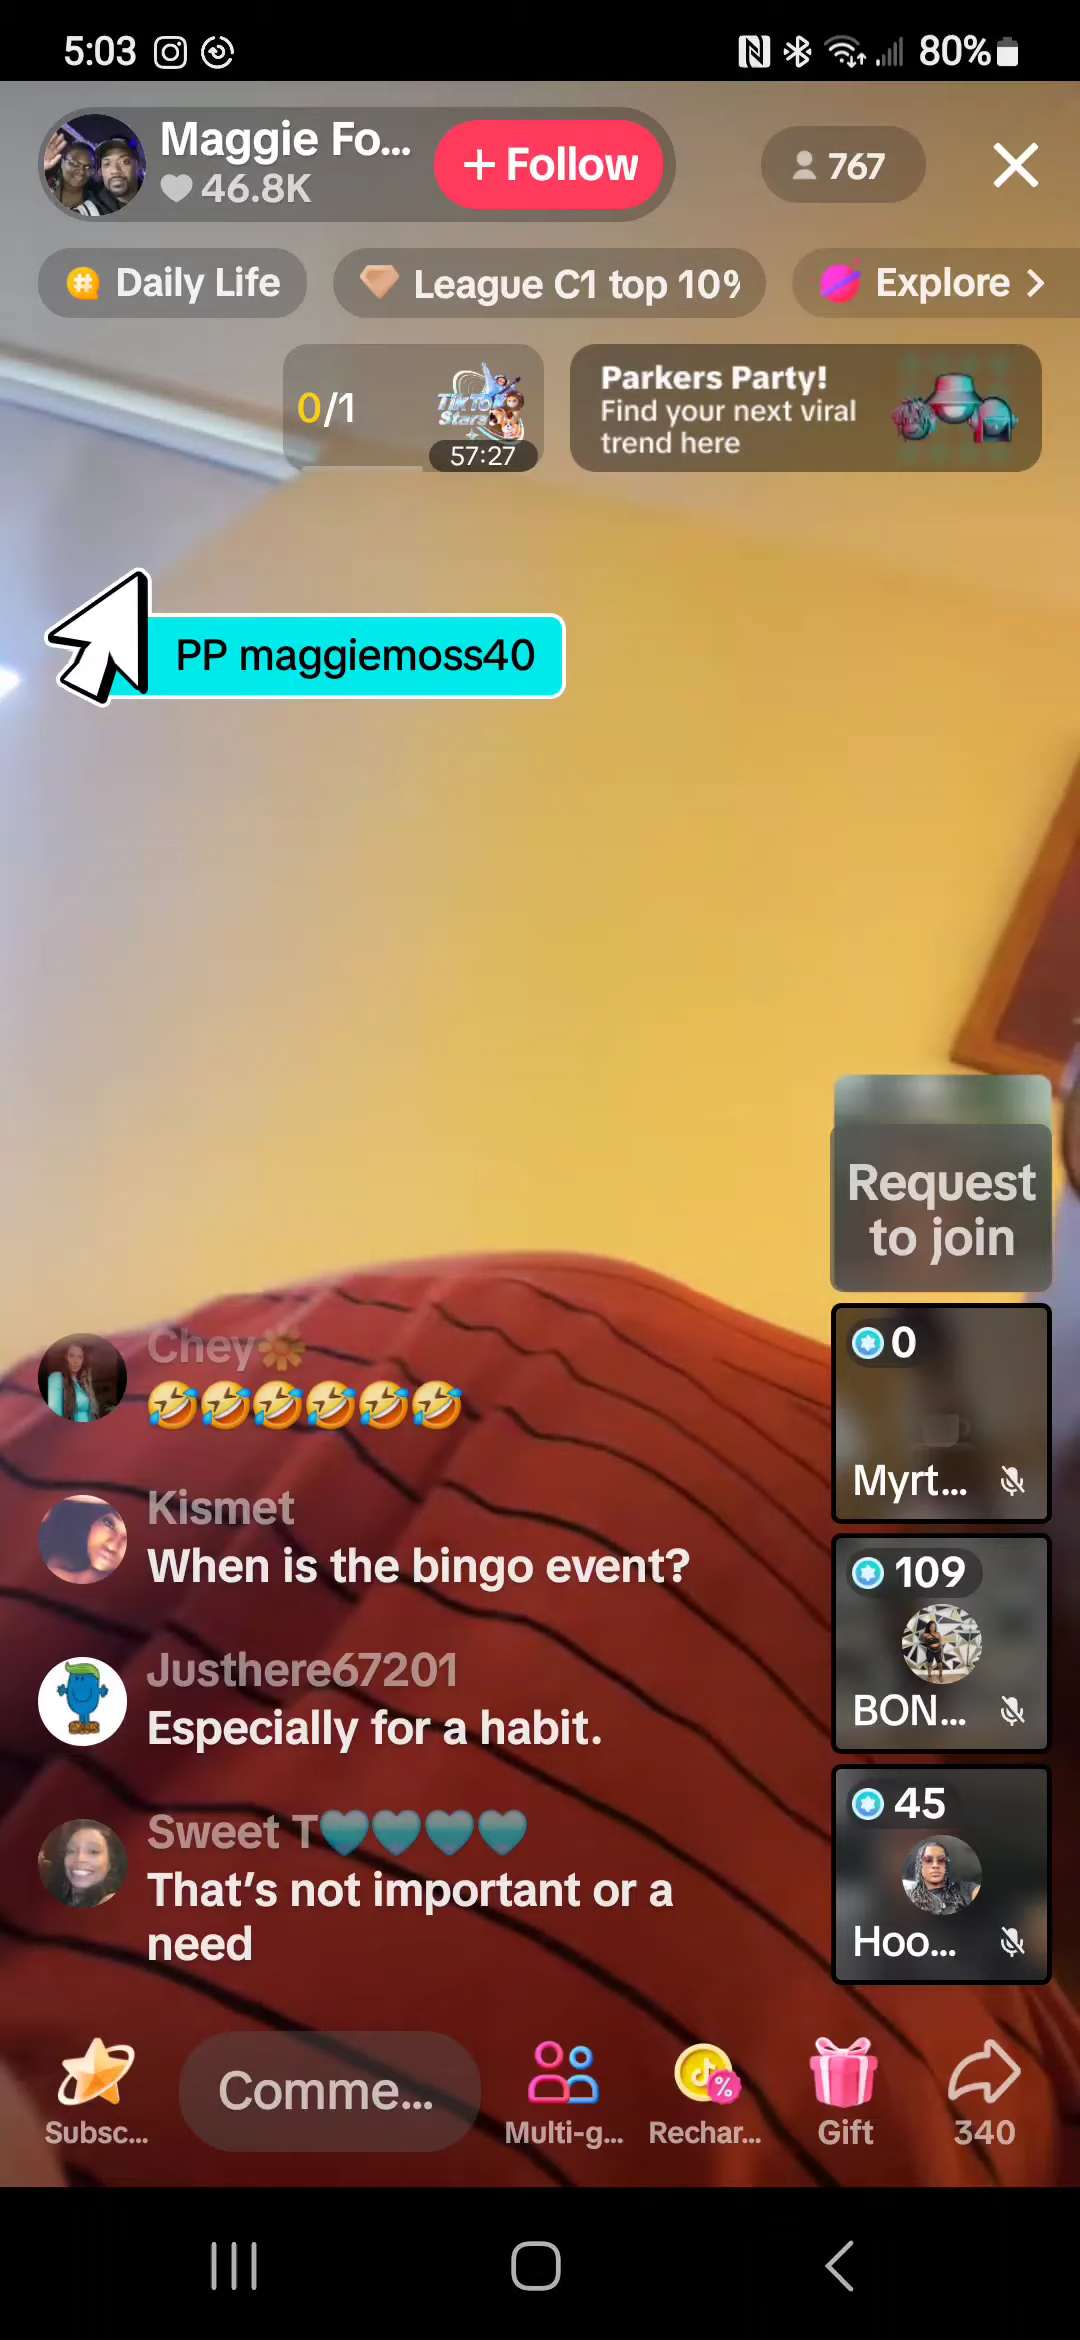 5:03
80%
Maggie Fo...
46.8K
+ Follow
767
Daily Life
League C1 top 10%
Explore >
0/1
TikTok
Stars
57:27
Parkers Party!
Find your next viral
trend here
PP maggiemoss40
Request
to join
0
Myrt...
109
BON...
45
Hoo...
Chey🌼
🤣🤣🤣🤣🤣🤣
Kismet
When is the bingo event?
Justhere67201
Especially for a habit.
Sweet T🩵🩵🩵🩵
That's not important or a
need
Subsc...
Comme...
Multi-g...
Rechar...
Gift
340